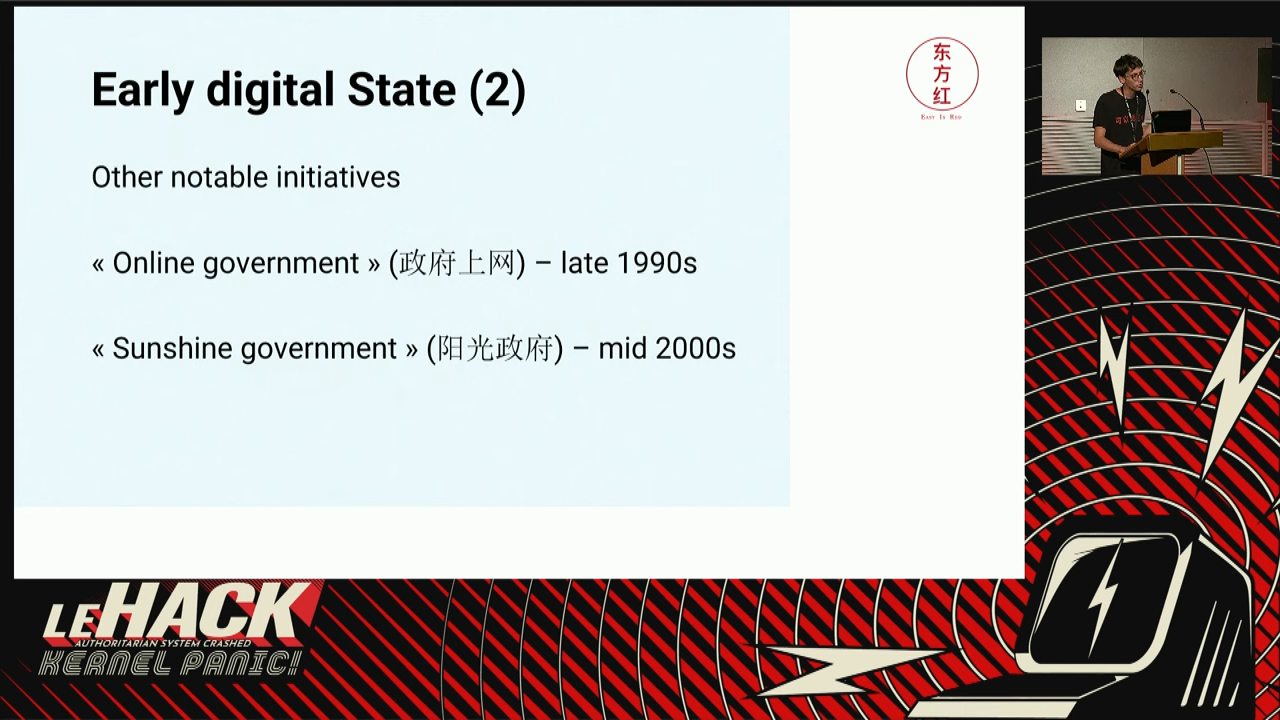 Early digital State (2)
东
方
红
East Is Red
Other notable initiatives
« Online government » (政府上网) – late 1990s
« Sunshine government » (阳光政府) – mid 2000s
LEHACK
AUTHORITARIAN SYSTEM CRASHED
KERNEL PANIC!